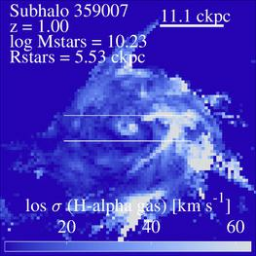 Subhalo 359007
11.1 ckpc
z = 1.00
log Mstars = 10.23
Rstars = 5.53 ckpc
los σ (H-alpha gas) [km s⁻¹]
20 40 60